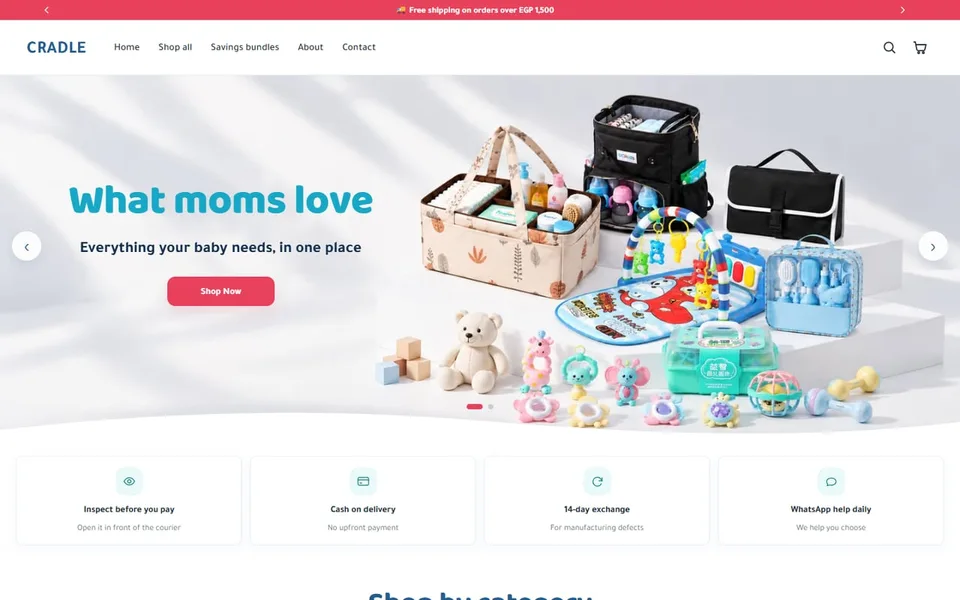 🚚 Free shipping on orders over EGP 1,500
CRADLE
Home
Shop all
Savings bundles
About
Contact
What moms love
Everything your baby needs, in one place
Shop Now
Inspect before you pay
Open it in front of the courier
Cash on delivery
No upfront payment
14-day exchange
For manufacturing defects
WhatsApp help daily
We help you choose
Shop by category